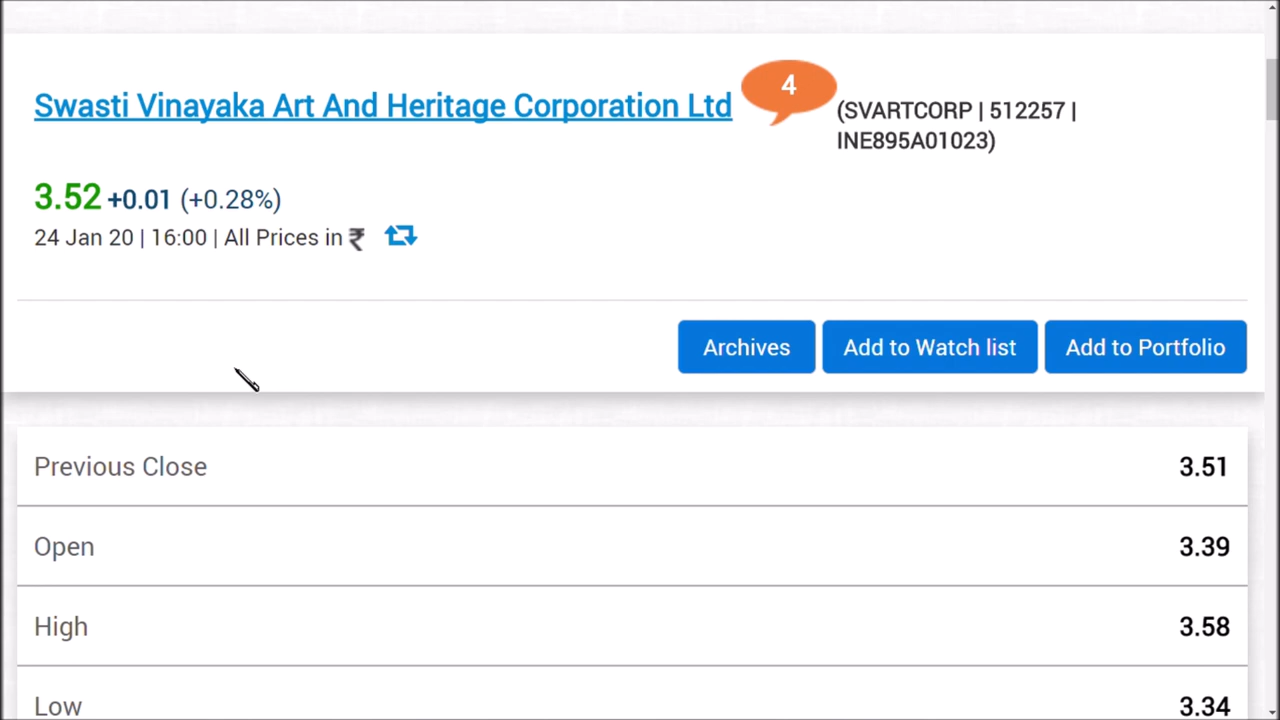 Swasti Vinayaka Art And Heritage Corporation Ltd
4
(SVARTCORP | 512257 |
INE895A01023)
3.52 +0.01 (+0.28%)
24 Jan 20 | 16:00 | All Prices in ₹
Archives
Add to Watch list
Add to Portfolio
Previous Close 3.51
Open 3.39
High 3.58
Low 3.34